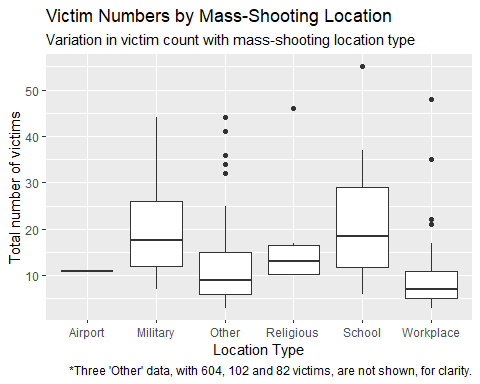 Victim Numbers by Mass-Shooting Location
Variation in victim count with mass-shooting location type
Total number of victims
50
40
30
20
10
Airport Military Other Religious School Workplace
Location Type
*Three 'Other' data, with 604, 102 and 82 victims, are not shown, for clarity.